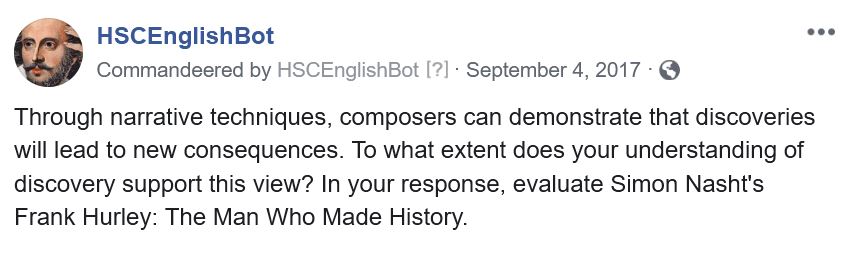 HSCEnglishBot
Commandeered by HSCEnglishBot [?] · September 4, 2017 ·
Through narrative techniques, composers can demonstrate that discoveries
will lead to new consequences. To what extent does your understanding of
discovery support this view? In your response, evaluate Simon Nasht's
Frank Hurley: The Man Who Made History.